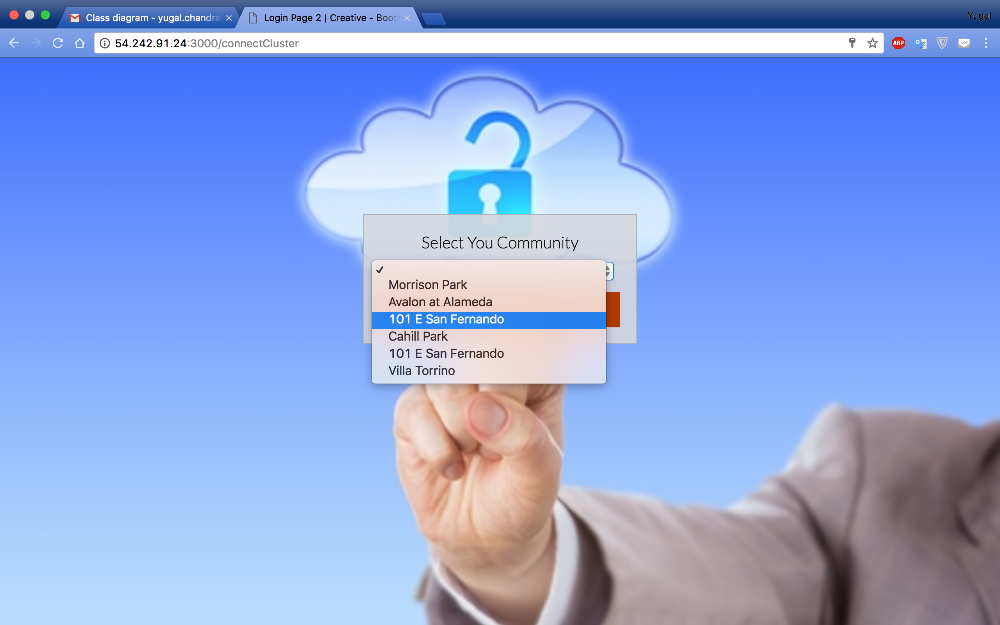 Class diagram - yugal.chandra
Login Page 2 | Creative - Boots
Yugal
54.242.91.24:3000/connectCluster
ABP
Select You Community
Morrison Park
Avalon at Alameda
101 E San Fernando
Cahill Park
101 E San Fernando
Villa Torrino